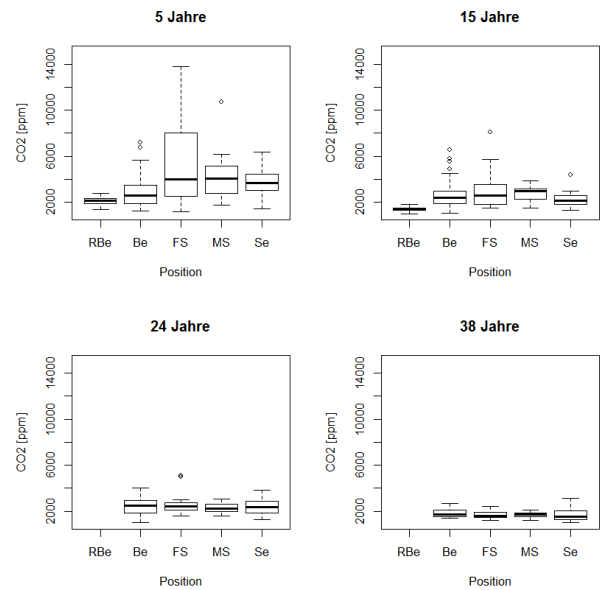 5 Jahre
CO2 [ppm]
14000
10000
6000
2000
RBe Be FS MS Se
Position
15 Jahre
CO2 [ppm]
14000
10000
6000
2000
RBe Be FS MS Se
Position
24 Jahre
CO2 [ppm]
14000
10000
6000
2000
RBe Be FS MS Se
Position
38 Jahre
CO2 [ppm]
14000
10000
6000
2000
RBe Be FS MS Se
Position